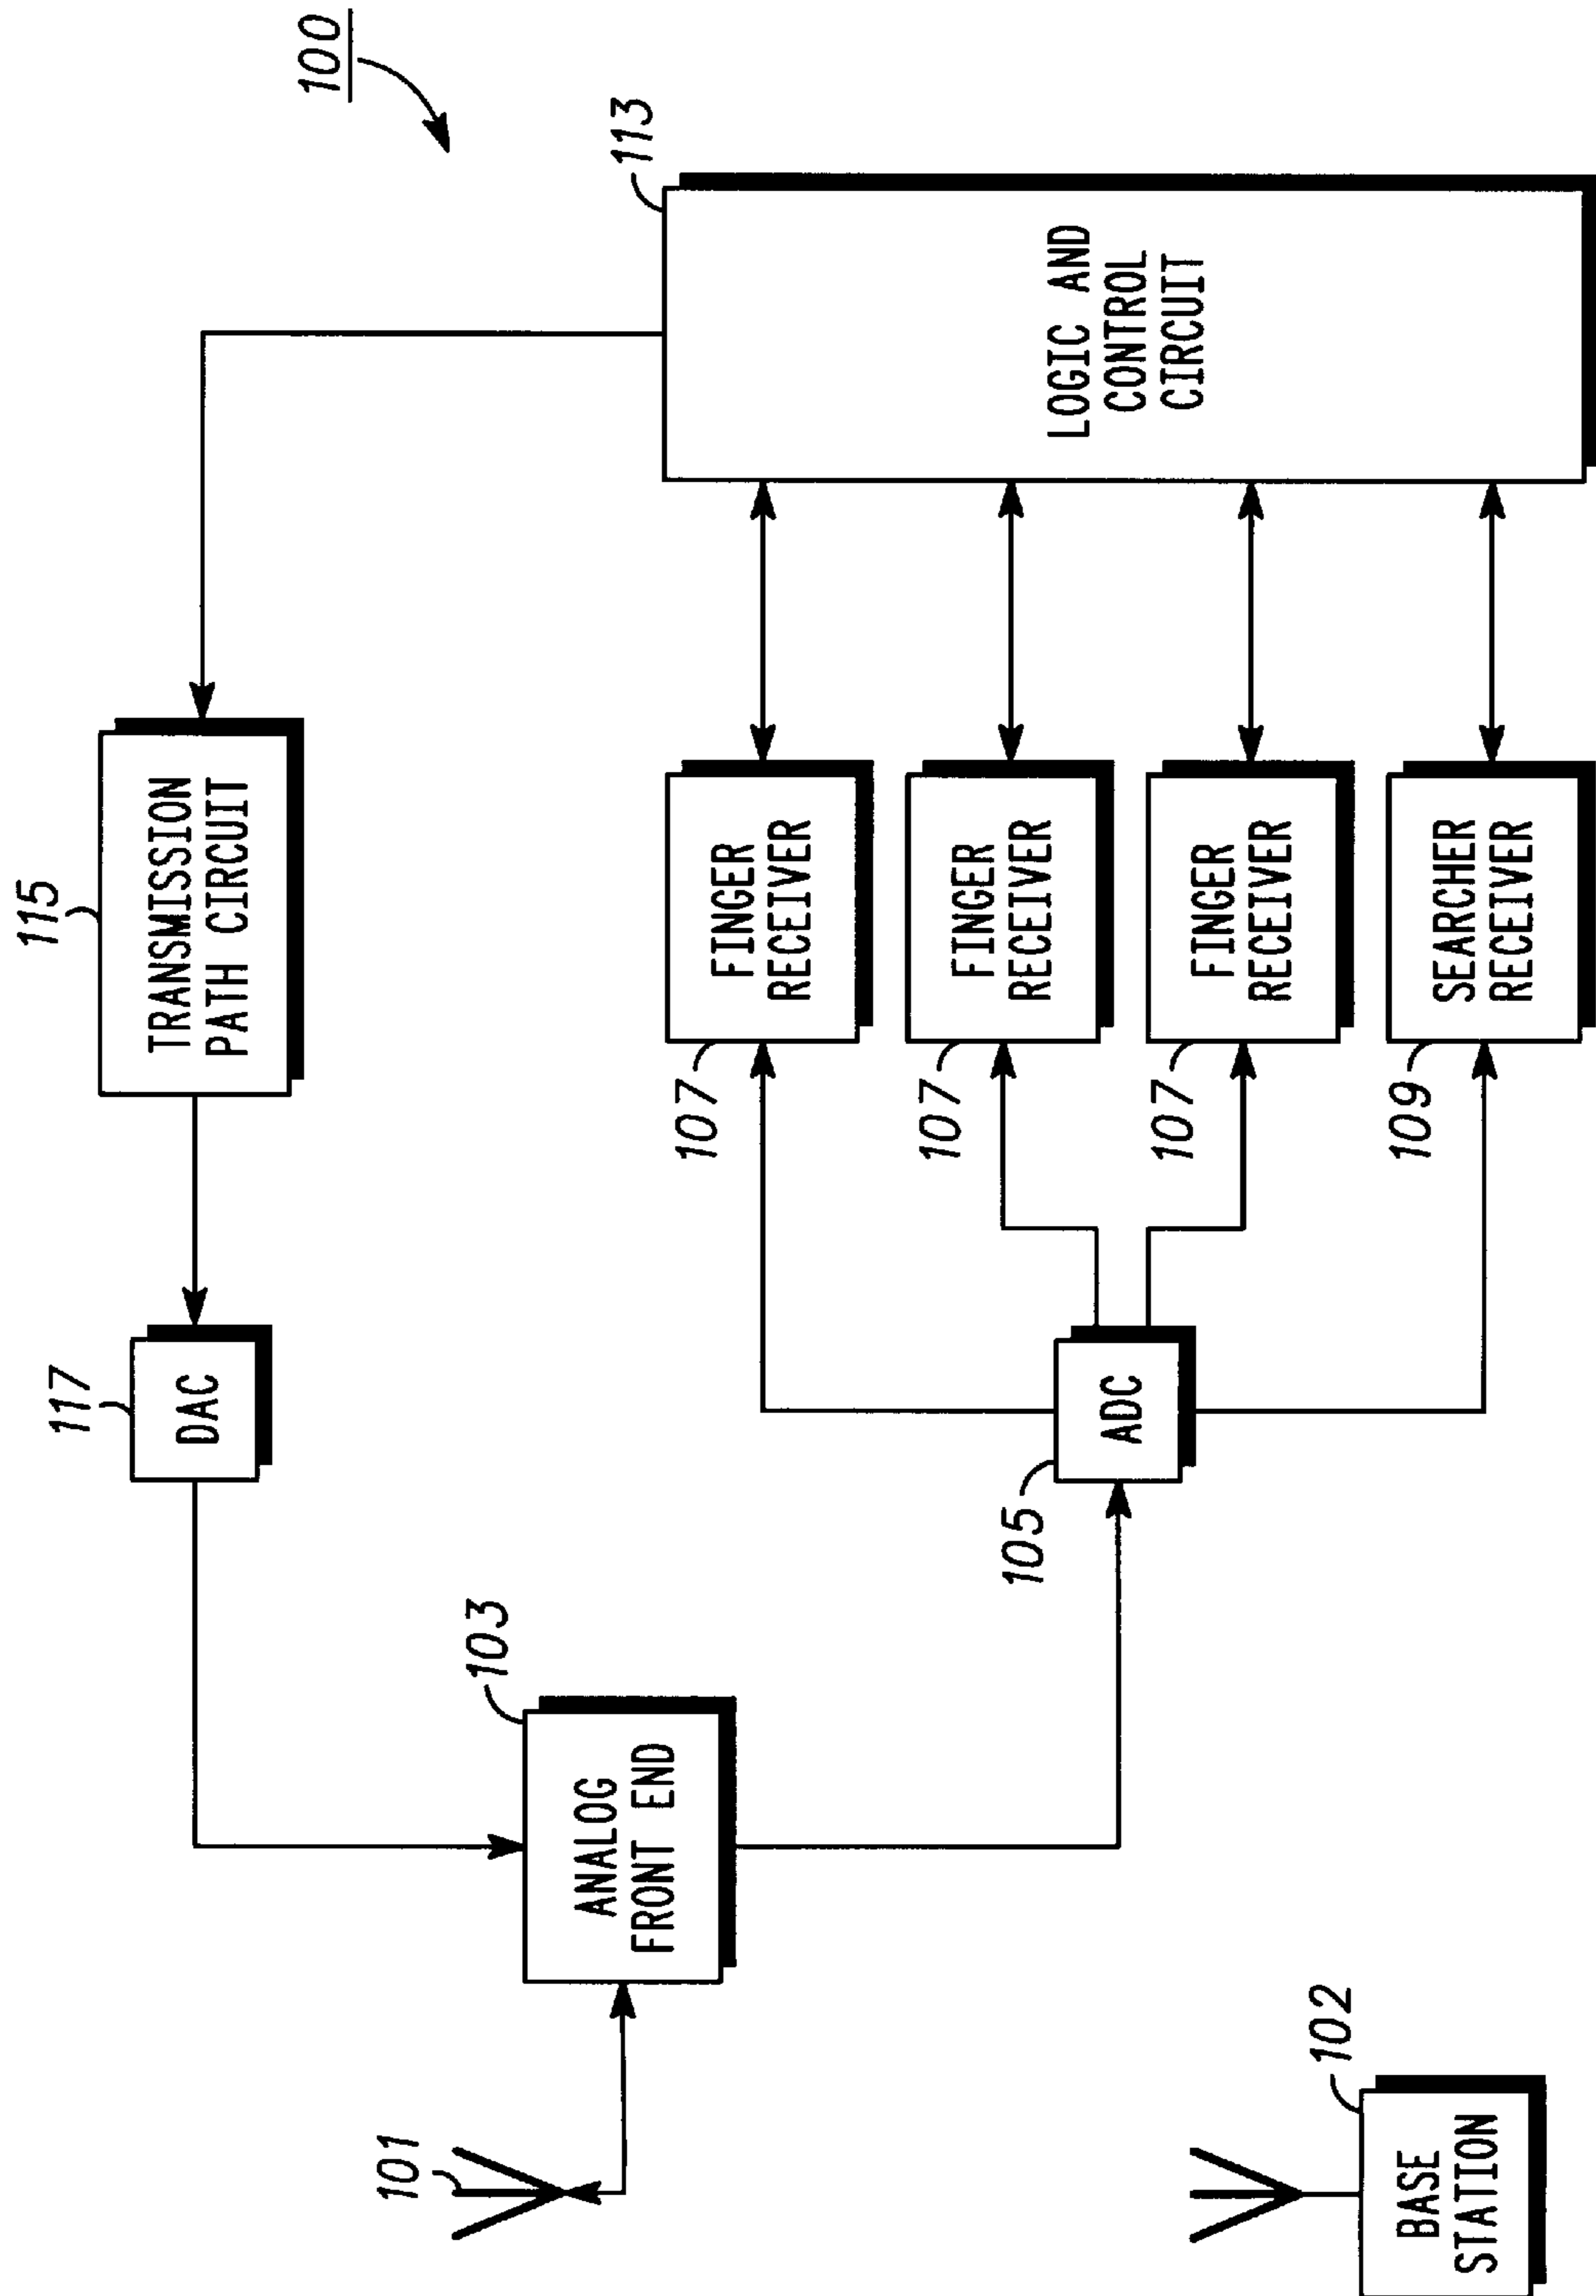 100
115
TRANSMISSION
PATH CIRCUIT
117
DAC
113
LOGIC AND
CONTROL
CIRCUIT
103
ANALOG
FRONT END
101
107
FINGER
RECEIVER
107
FINGER
RECEIVER
105
ADC
107
FINGER
RECEIVER
109
SEARCHER
RECEIVER
102
BASE
STATION